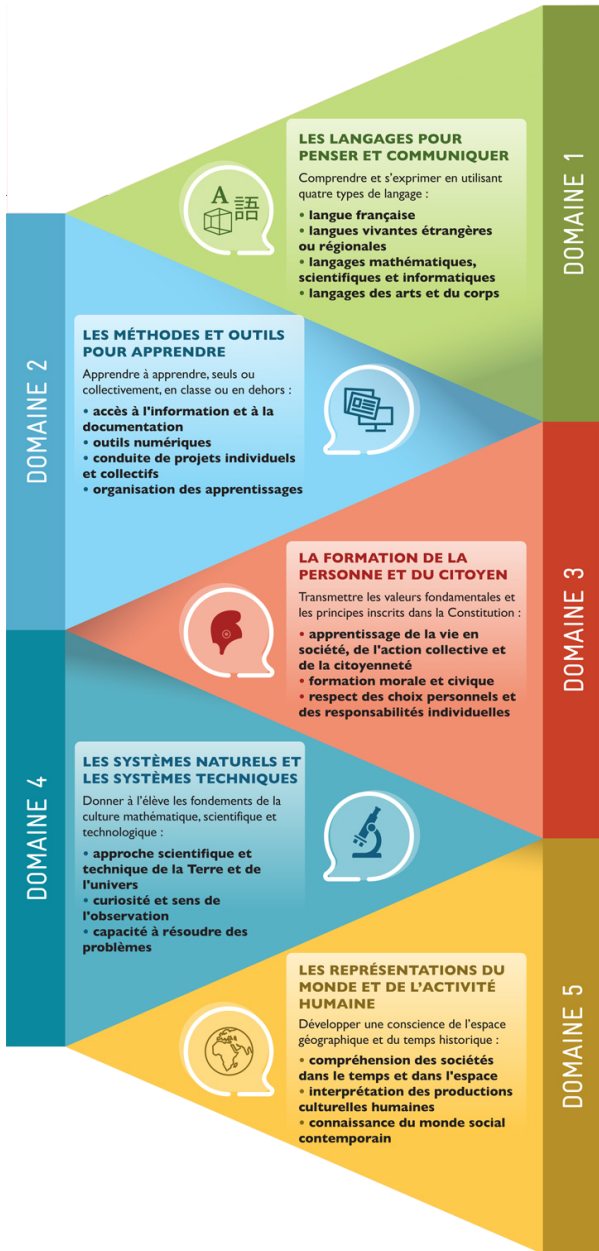 LES LANGAGES POUR
PENSER ET COMMUNIQUER
Comprendre et s'exprimer en utilisant
quatre types de langage :
• langue française
• langues vivantes étrangères
ou régionales
• langages mathématiques,
scientifiques et informatiques
• langages des arts et du corps
DOMAINE 1
A 語
DOMAINE 2
LES MÉTHODES ET OUTILS
POUR APPRENDRE
Apprendre à apprendre, seuls ou
collectivement, en classe ou en dehors :
• accès à l'information et à la
documentation
• outils numériques
• conduite de projets individuels
et collectifs
• organisation des apprentissages
LA FORMATION DE LA
PERSONNE ET DU CITOYEN
Transmettre les valeurs fondamentales et
les principes inscrits dans la Constitution :
• apprentissage de la vie en
société, de l'action collective et
de la citoyenneté
• formation morale et civique
• respect des choix personnels et
des responsabilités individuelles
DOMAINE 3
DOMAINE 4
LES SYSTÈMES NATURELS ET
LES SYSTÈMES TECHNIQUES
Donner à l'élève les fondements de la
culture mathématique, scientifique et
technologique :
• approche scientifique et
technique de la Terre et de
l'univers
• curiosité et sens de
l'observation
• capacité à résoudre des
problèmes
LES REPRÉSENTATIONS DU
MONDE ET DE L'ACTIVITÉ
HUMAINE
Développer une conscience de l'espace
géographique et du temps historique :
• compréhension des sociétés
dans le temps et dans l'espace
• interprétation des productions
culturelles humaines
• connaissance du monde social
contemporain
DOMAINE 5